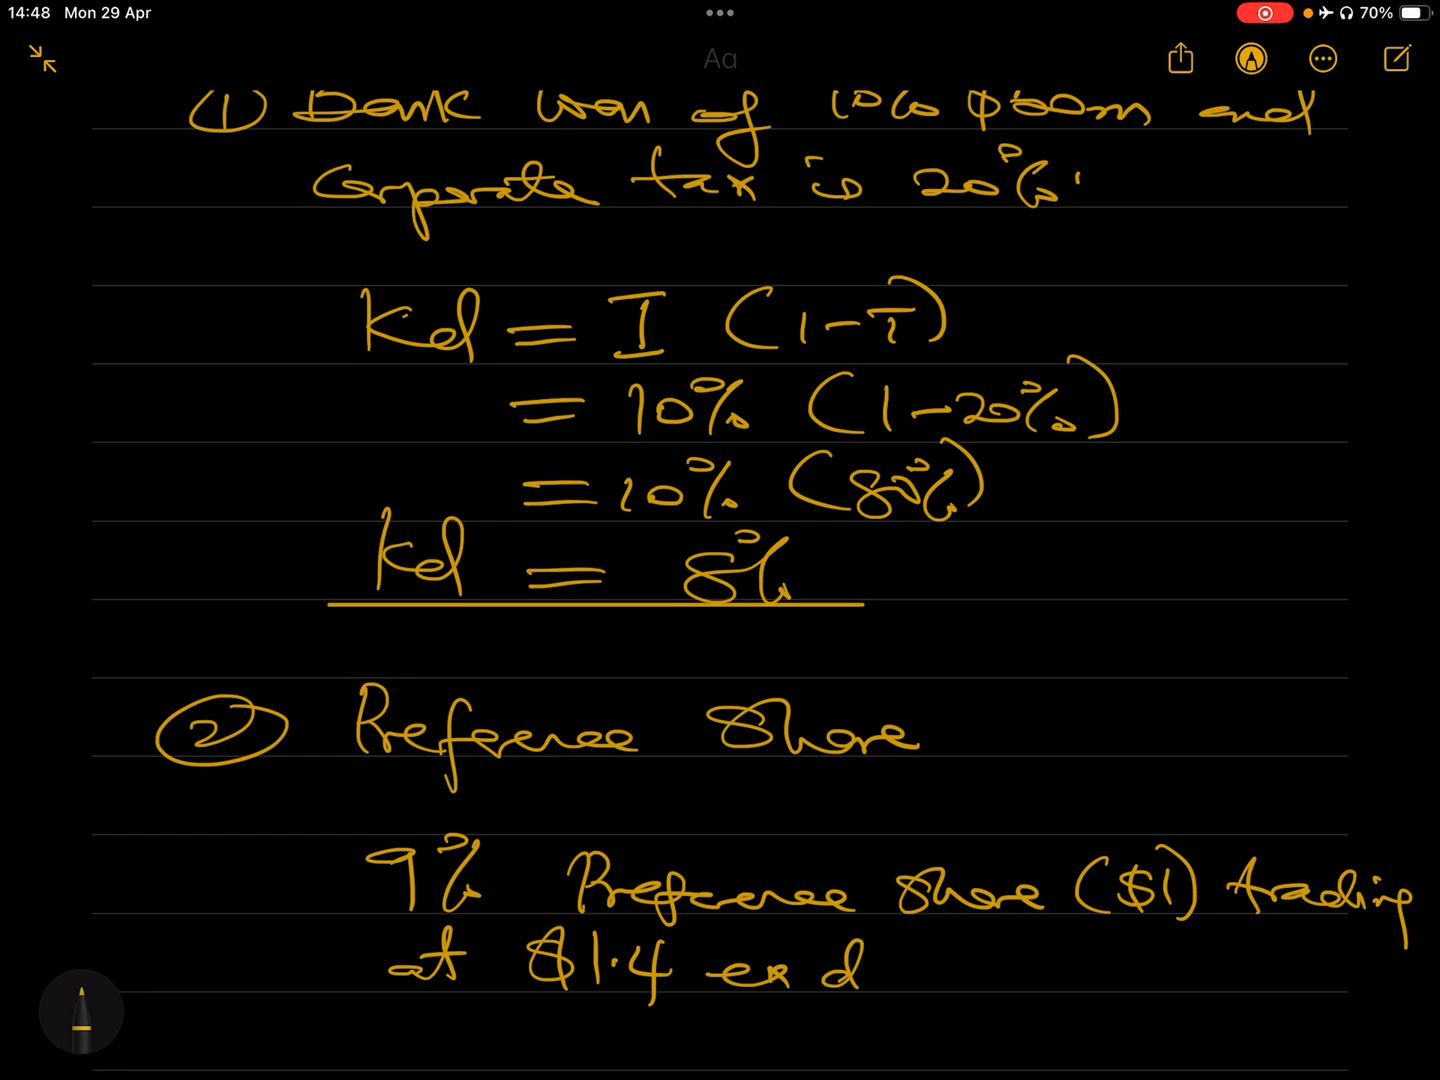 14:48 Mon 29 Apr
70%
Aa
(1) Bank loan of 10% and
Corporate tax is 20%.
Kd = I (1-T)
= 10% (1-20%)
= 10% (80%)
Kd = 8%
2 Preference Share
9% Preference Share ($1) trading
at $1.4 ex d